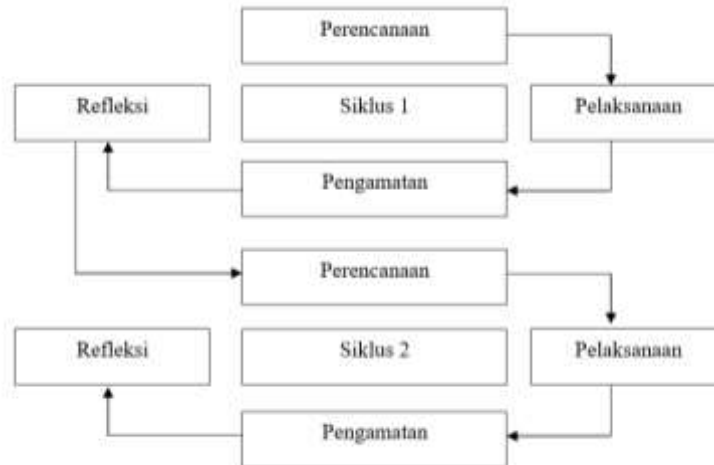 Perencanaan
Refleksi
Siklus 1
Pelaksanaan
Pengamatan
Perencanaan
Refleksi
Siklus 2
Pelaksanaan
Pengamatan